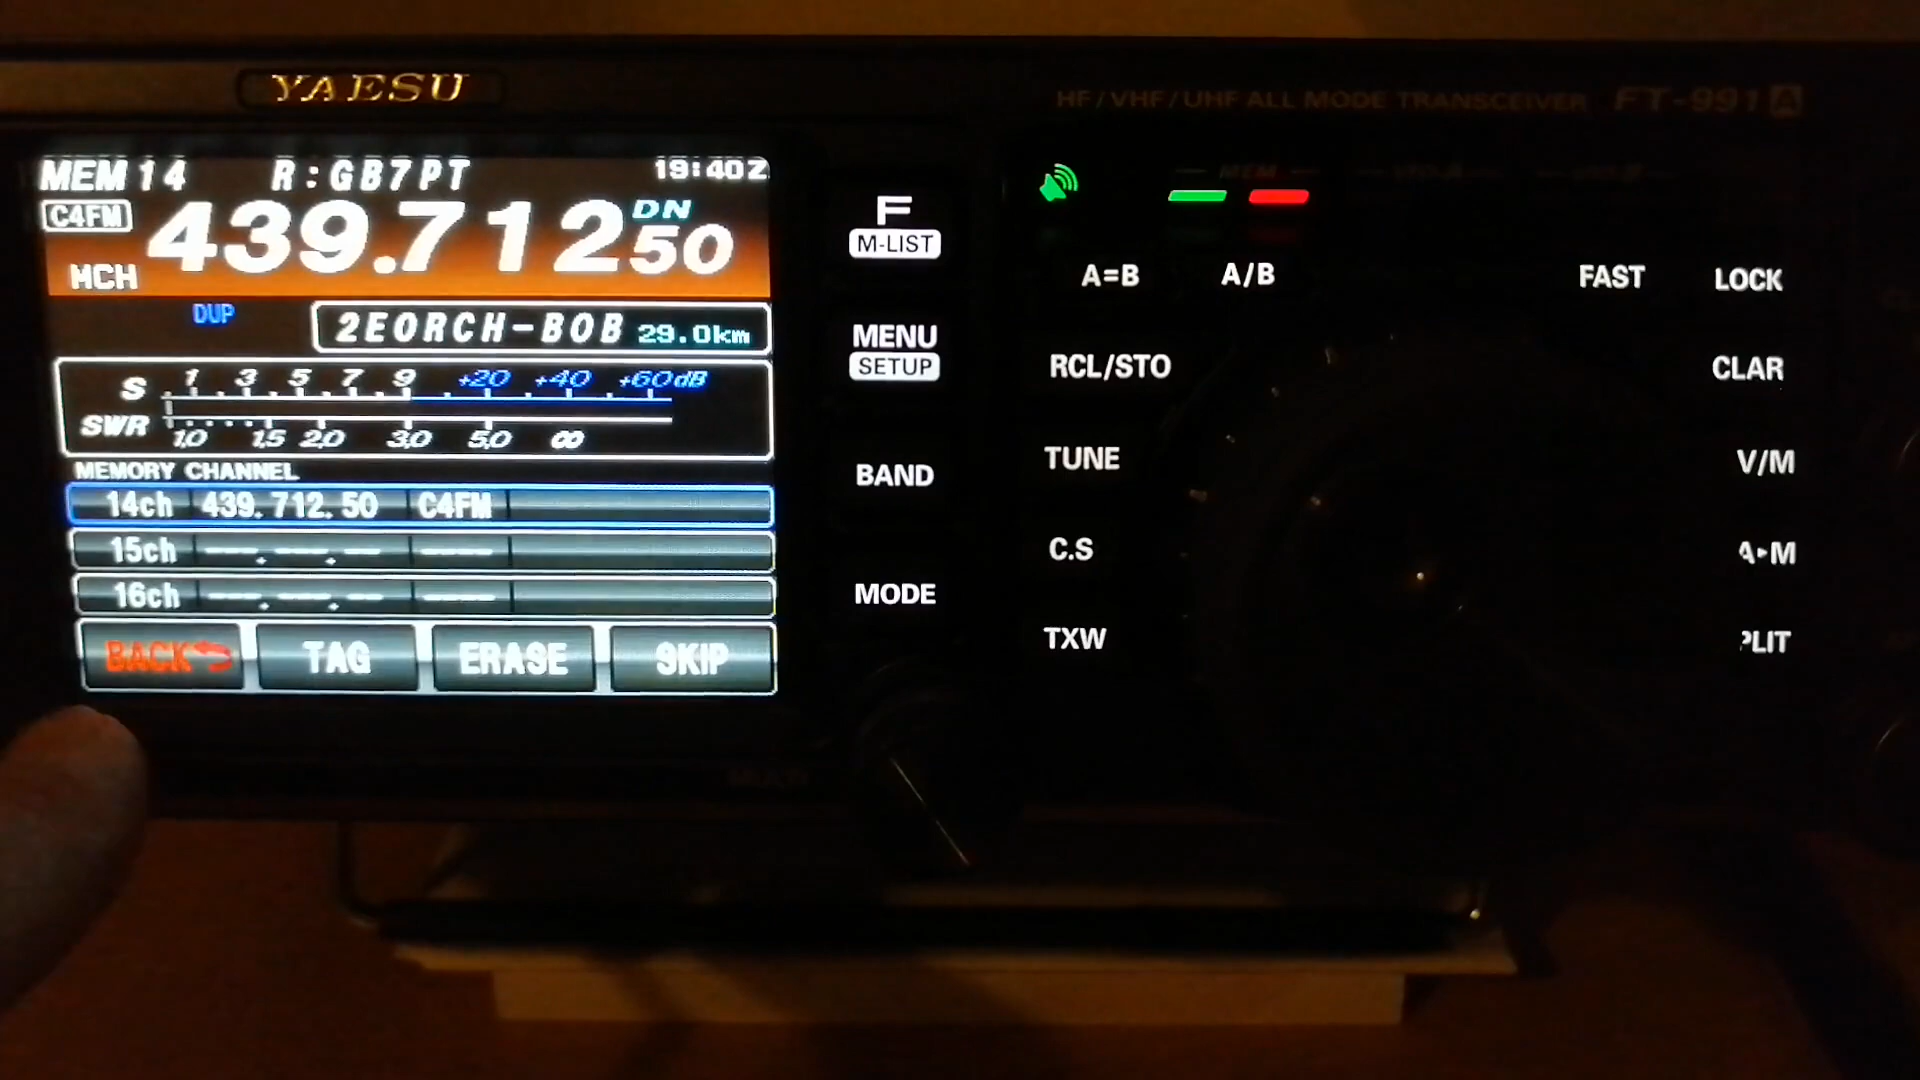 YAESU
HF/VHF/UHF ALL MODE TRANSCEIVER FT-991A
MEM 14 R:GB7PT 19:40Z
C4FM 439.71250 DN
MCH
DUP 2E0RCH-BOB 29.0km
S 1 3 5 7 9 +20 +40 +60dB
SWR 1.0 1.5 2.0 3.0 5.0 ∞
MEMORY CHANNEL
14ch 439.712.50 C4FM
15ch ---.---.-- ----
16ch ---.---.-- ----
BACK TAG ERASE SKIP
F
M-LIST
MENU
SETUP
BAND
MODE
MULTI
MEM
A=B A/B FAST LOCK
RCL/STO CLAR
TUNE V/M
C.S A▸M
TXW PLIT